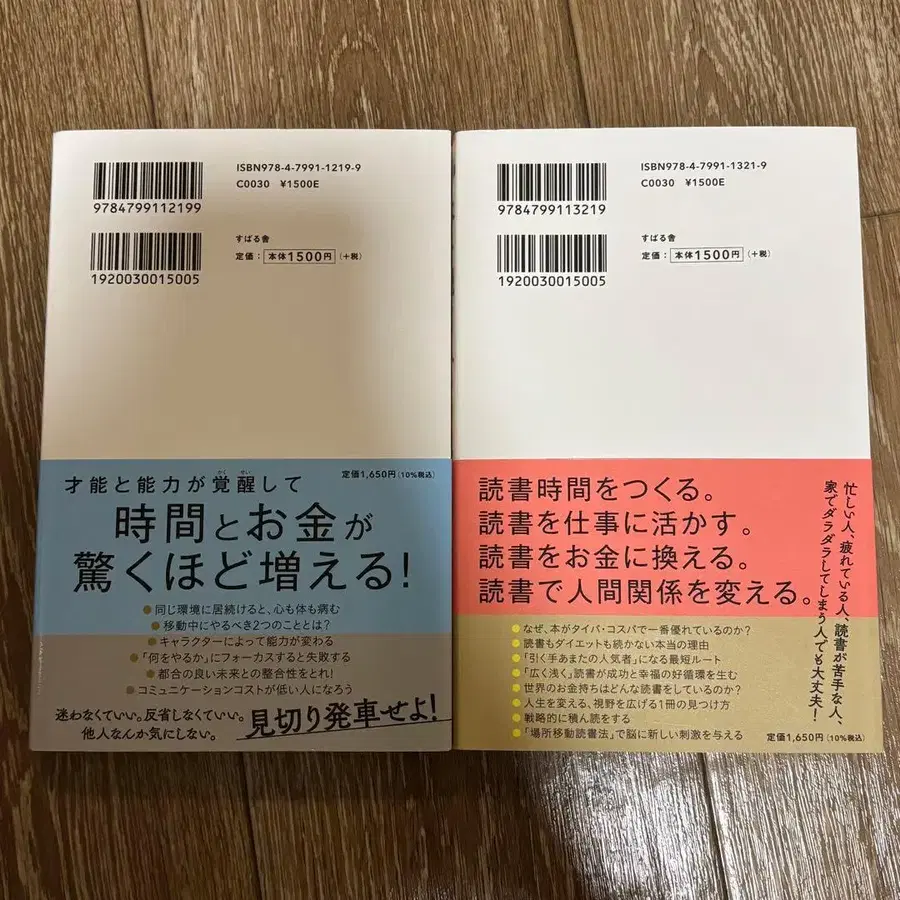 ISBN978-4-7991-1219-9
C0030 ¥1500E
9784799112199
すばる舎
定価：本体1500円(+税)
1920030015005
定価1,650円(10%税込)
才能と能力が覚醒して
かく せい
時間とお金が
驚くほど増える!
●同じ環境に居続けると、心も体も病む
●移動中にやるべき2つのこととは?
●キャラクターによって能力が変わる
●「何をやるか」にフォーカスすると失敗する
●都合の良い未来との整合性をとれ!
●コミュニケーションコストが低い人になろう
迷わなくていい。反省しなくていい。
他人なんか気にしない。
見切り発車せよ!
ISBN978-4-7991-1321-9
C0030 ¥1500E
9784799113219
すばる舎
定価：本体1500円(+税)
1920030015005
読書時間をつくる。
読書を仕事に活かす。
読書をお金に換える。
読書で人間関係を変える。
忙しい人、疲れている人、読書が苦手な人、
家でダラダラしてしまう人でも大丈夫!
●なぜ、本がタイパ・コスパで一番優れているのか?
●読書もダイエットも続かない本当の理由
●「引く手あまたの人気者」になる最短ルート
●「広く浅く」読書が成功と幸福の好循環を生む
●世界のお金持ちはどんな読書をしているのか?
●人生を変える、視野を広げる1冊の見つけ方
●戦略的に積ん読をする
●「場所移動読書法」で脳に新しい刺激を与える
定価1,650円(10%税込)